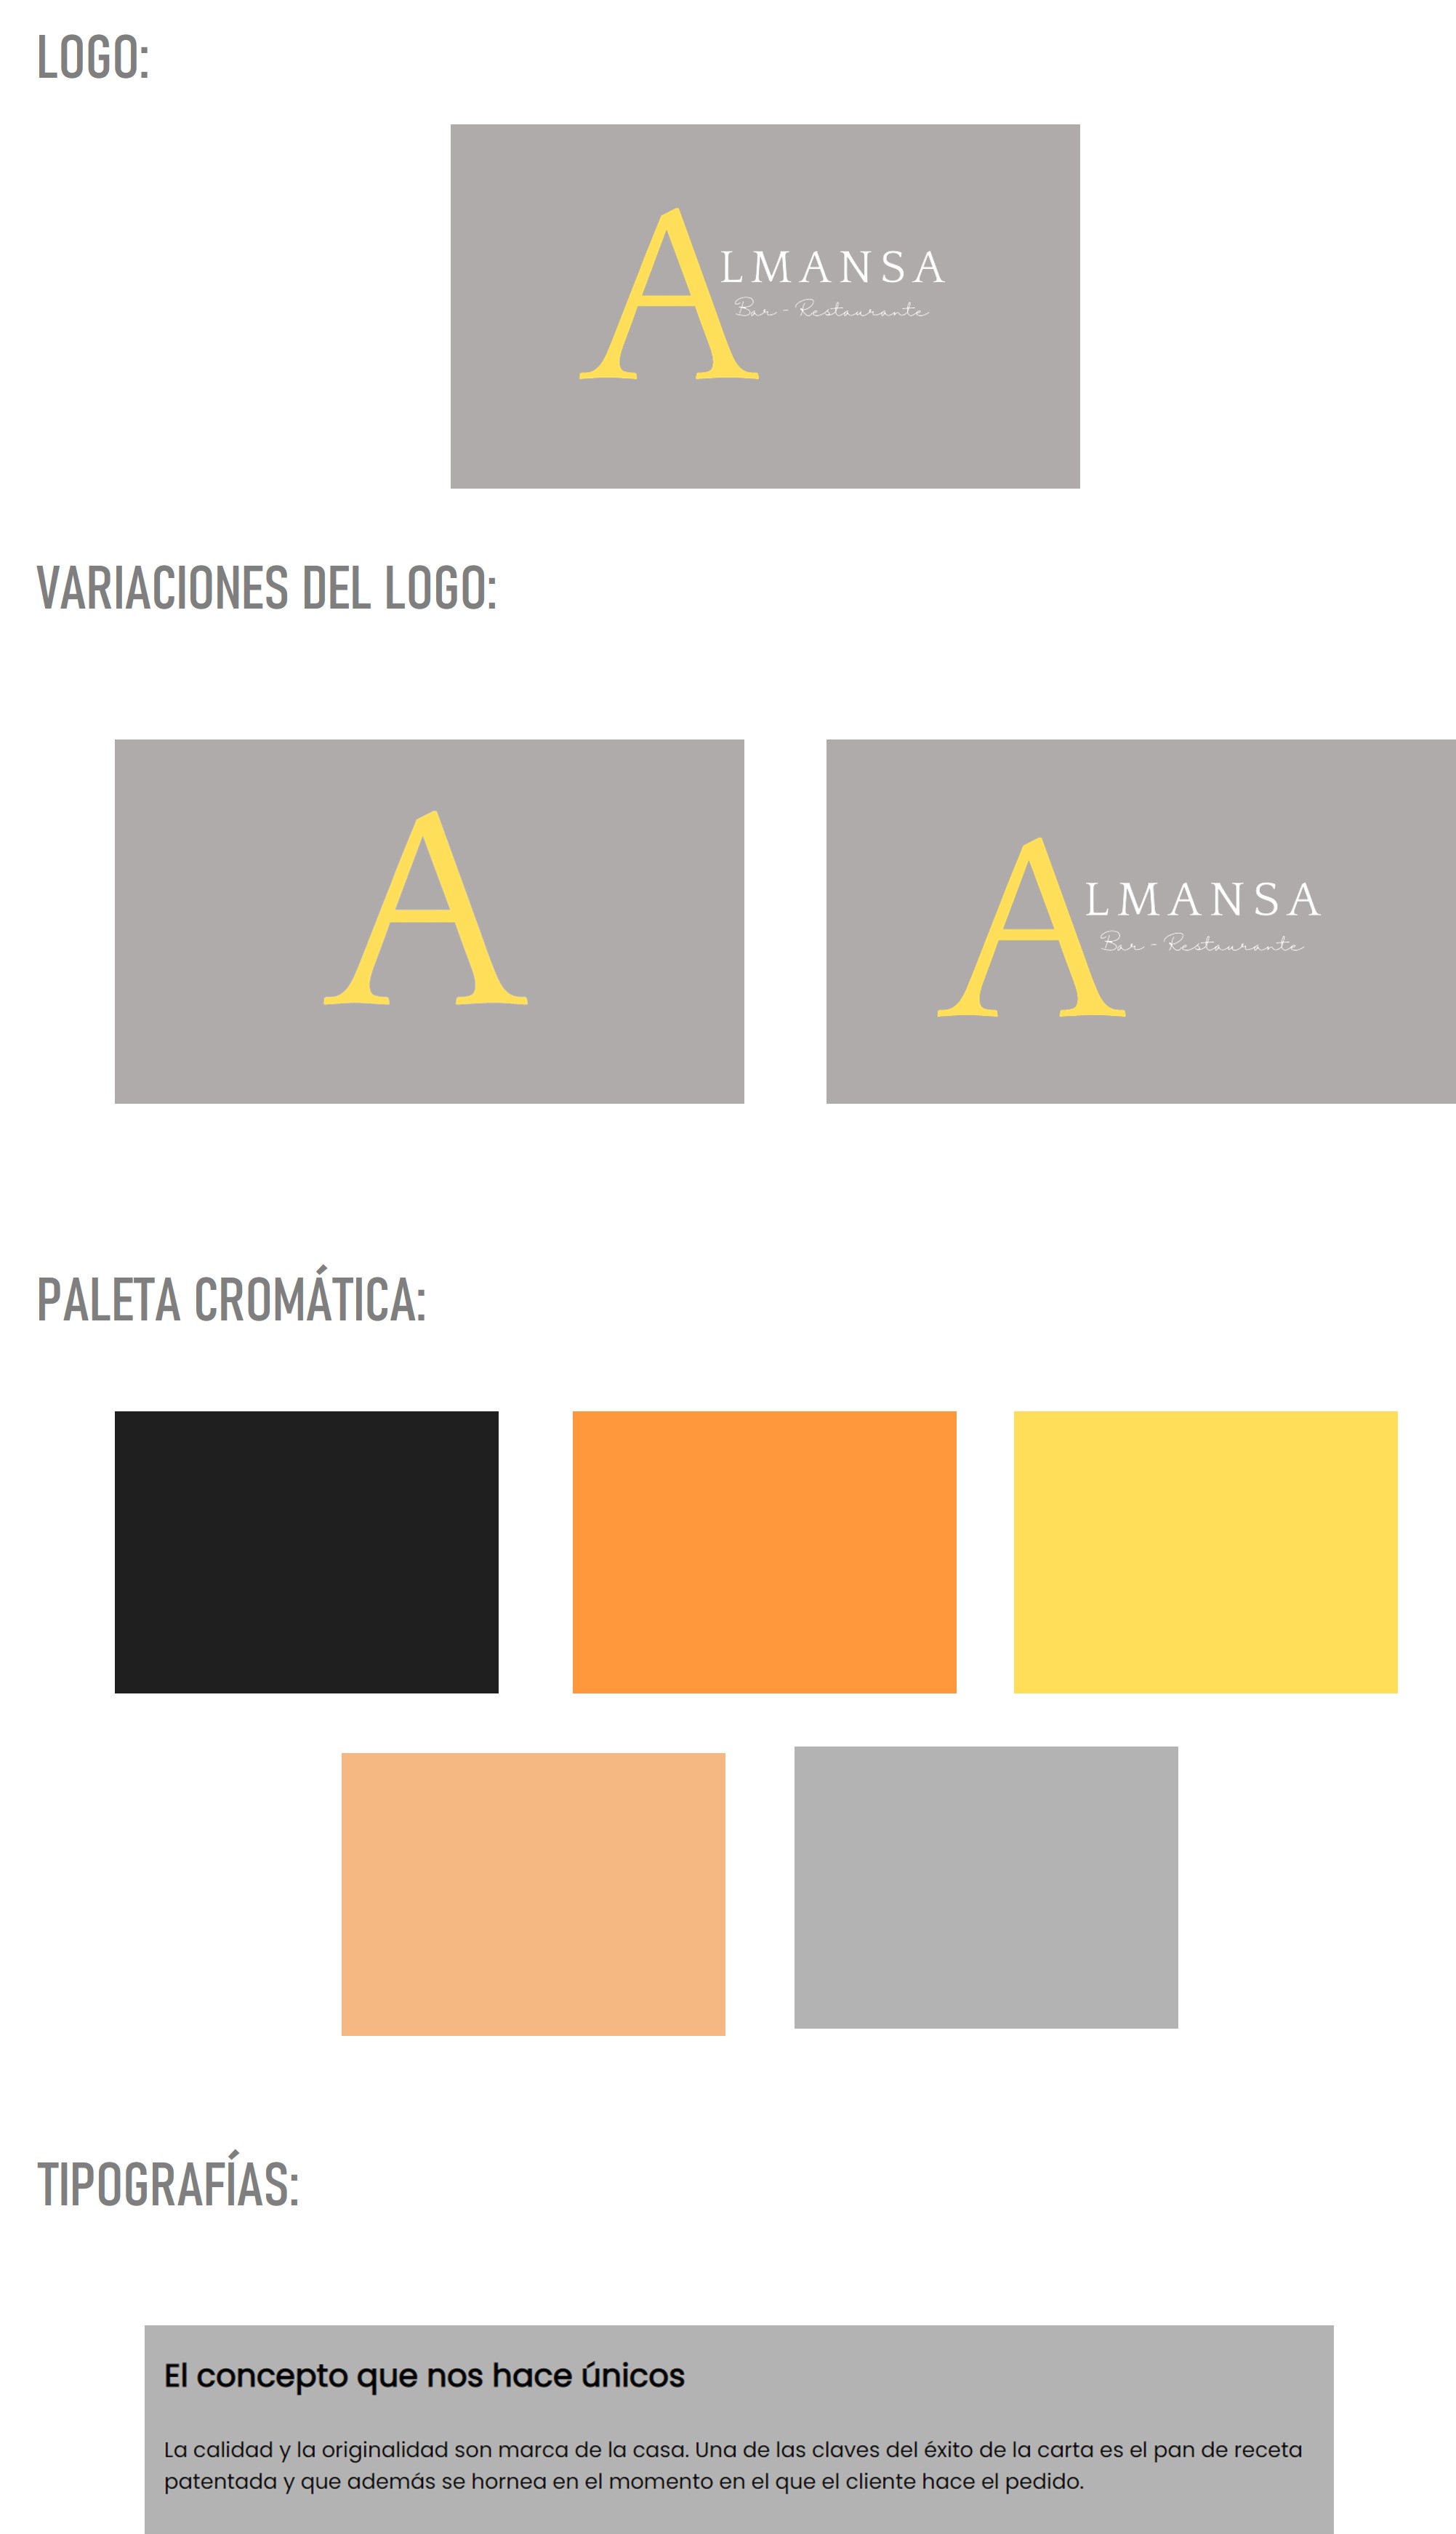 LOGO:
ALMANSA
Bar - Restaurante
VARIACIONES DEL LOGO:
A
ALMANSA
Bar - Restaurante
PALETA CROMÁTICA:
TIPOGRAFÍAS:
El concepto que nos hace únicos
La calidad y la originalidad son marca de la casa. Una de las claves del éxito de la carta es el pan de receta
patentada y que además se hornea en el momento en el que el cliente hace el pedido.